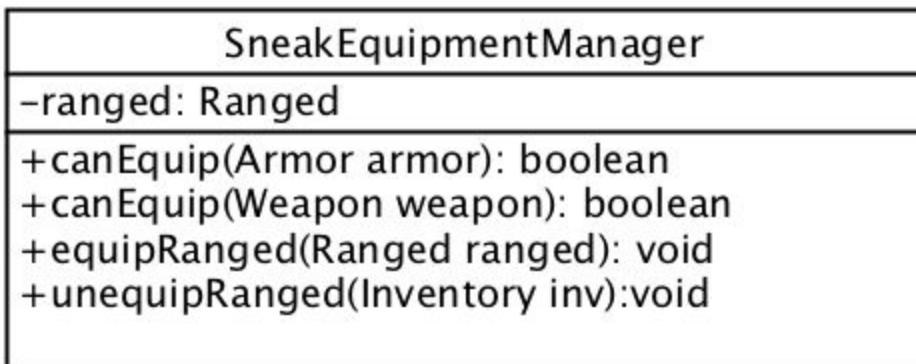 SneakEquipmentManager
-ranged: Ranged
+canEquip(Armor armor): boolean
+canEquip(Weapon weapon): boolean
+equipRanged(Ranged ranged): void
+unequipRanged(Inventory inv):void